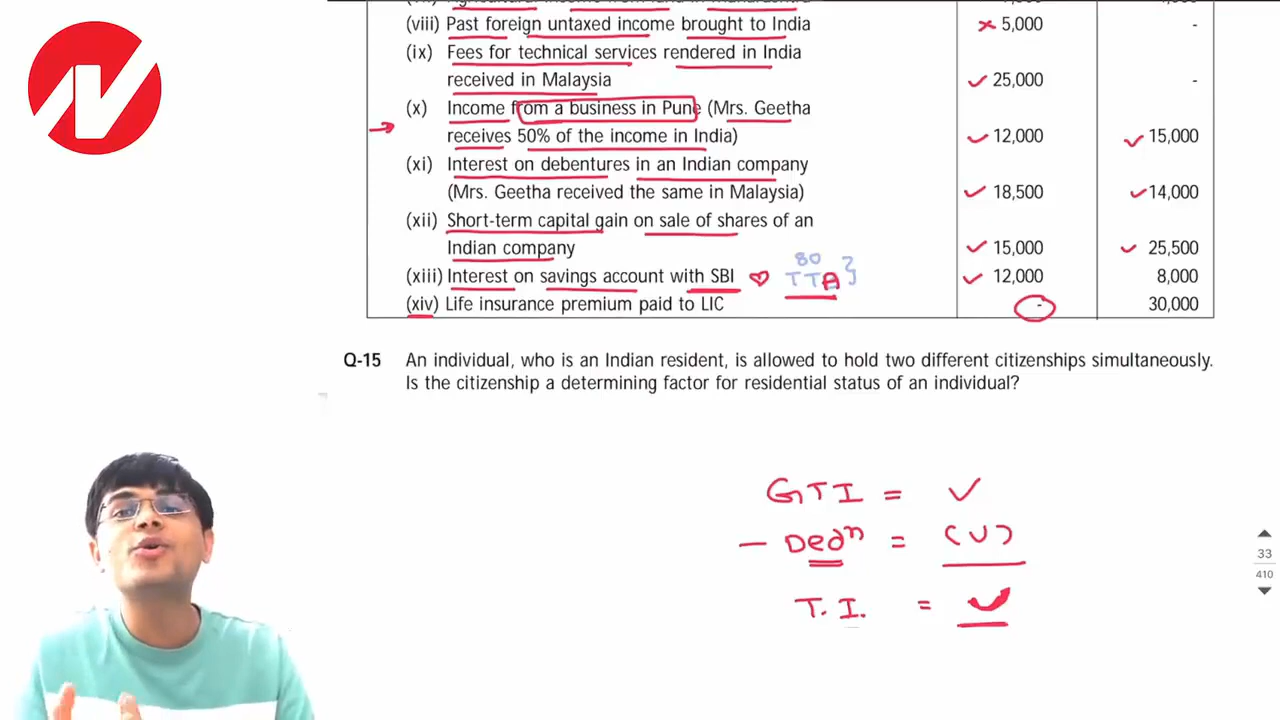 (viii) Past foreign untaxed income brought to India × 5,000 -
(ix) Fees for technical services rendered in India
received in Malaysia ✓ 25,000 -
(x) Income from a business in Pune (Mrs. Geetha
receives 50% of the income in India) ✓ 12,000 ✓ 15,000
(xi) Interest on debentures in an Indian company
(Mrs. Geetha received the same in Malaysia) ✓ 18,500 ✓ 14,000
(xii) Short-term capital gain on sale of shares of an
Indian company ✓ 15,000 ✓ 25,500
80
(xiii) Interest on savings account with SBI ♡ TTA} ✓ 12,000 8,000
(xiv) Life insurance premium paid to LIC - 30,000
Q-15 An individual, who is an Indian resident, is allowed to hold two different citizenships simultaneously.
Is the citizenship a determining factor for residential status of an individual?
GTI = ✓
- Dedⁿ = (✓)
T.I. = ✓
33
410